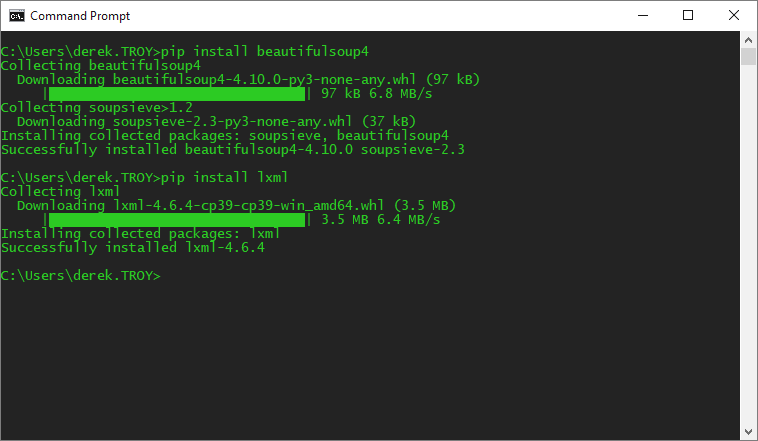 Command Prompt
C:\Users\derek.TROY>pip install beautifulsoup4
Collecting beautifulsoup4
  Downloading beautifulsoup4-4.10.0-py3-none-any.whl (97 kB)
     |████████████████████████████████| 97 kB 6.8 MB/s
Collecting soupsieve>1.2
  Downloading soupsieve-2.3-py3-none-any.whl (37 kB)
Installing collected packages: soupsieve, beautifulsoup4
Successfully installed beautifulsoup4-4.10.0 soupsieve-2.3
C:\Users\derek.TROY>pip install lxml
Collecting lxml
  Downloading lxml-4.6.4-cp39-cp39-win_amd64.whl (3.5 MB)
     |████████████████████████████████| 3.5 MB 6.4 MB/s
Installing collected packages: lxml
Successfully installed lxml-4.6.4
C:\Users\derek.TROY>